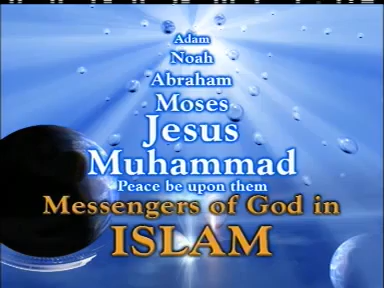 Adam
Noah
Abraham
Moses
Jesus
Muhammad
Peace be upon them
Messengers of God in
ISLAM